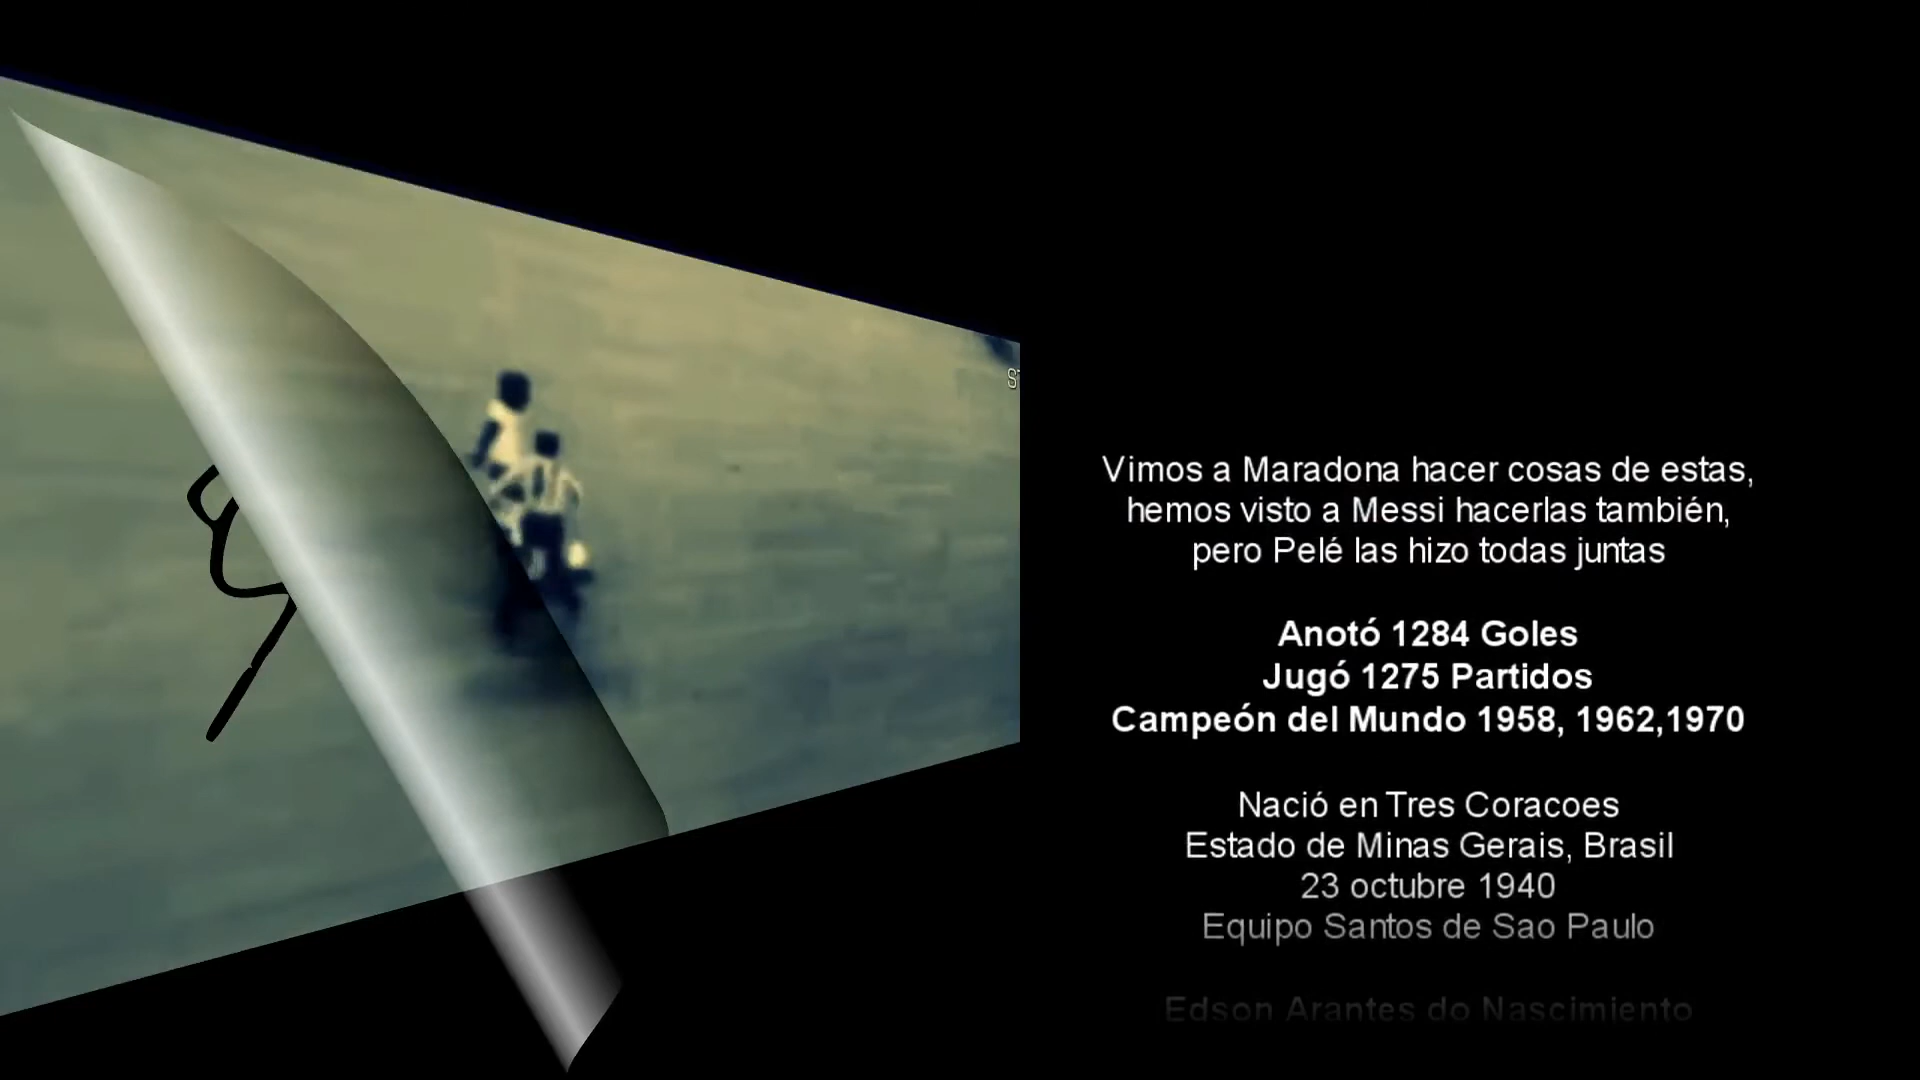 Vimos a Maradona hacer cosas de estas,
hemos visto a Messi hacerlas también,
pero Pelé las hizo todas juntas
Anotó 1284 Goles
Jugó 1275 Partidos
Campeón del Mundo 1958, 1962,1970
Nació en Tres Coracoes
Estado de Minas Gerais, Brasil
23 octubre 1940
Equipo Santos de Sao Paulo
Edson Arantes do Nascimiento